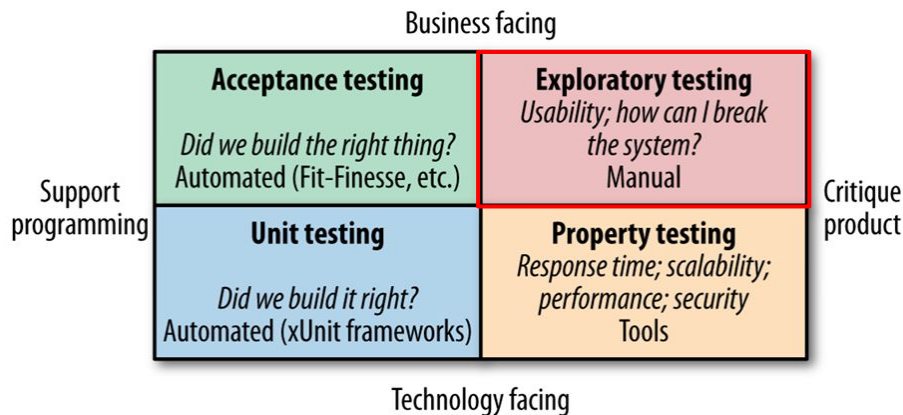 Business facing
Acceptance testing
Did we build the right thing?
Automated (Fit-Finesse, etc.)
Exploratory testing
Usability; how can I break
the system?
Manual
Support
programming
Critique
product
Unit testing
Did we build it right?
Automated (xUnit frameworks)
Property testing
Response time; scalability;
performance; security
Tools
Technology facing